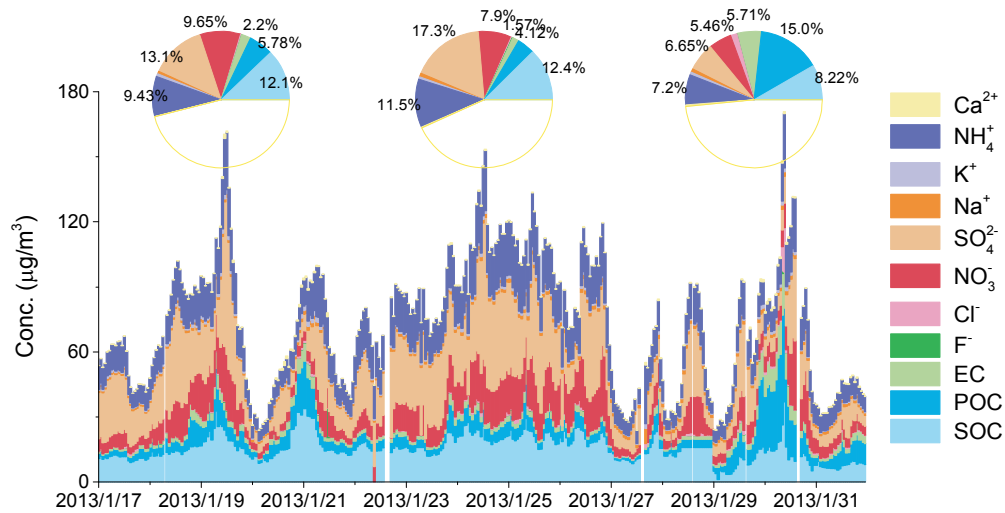 9.65%
2.2%
5.78%
13.1%
12.1%
9.43%
7.9%
1.57%
4.12%
17.3%
12.4%
11.5%
5.71%
5.46%
15.0%
6.65%
8.22%
7.2%
180
120
60
0
Conc. (μg/m³)
2013/1/17
2013/1/19
2013/1/21
2013/1/23
2013/1/25
2013/1/27
2013/1/29
2013/1/31
Ca²⁺
NH₄⁺
K⁺
Na⁺
SO₄²⁻
NO₃⁻
Cl⁻
F⁻
EC
POC
SOC